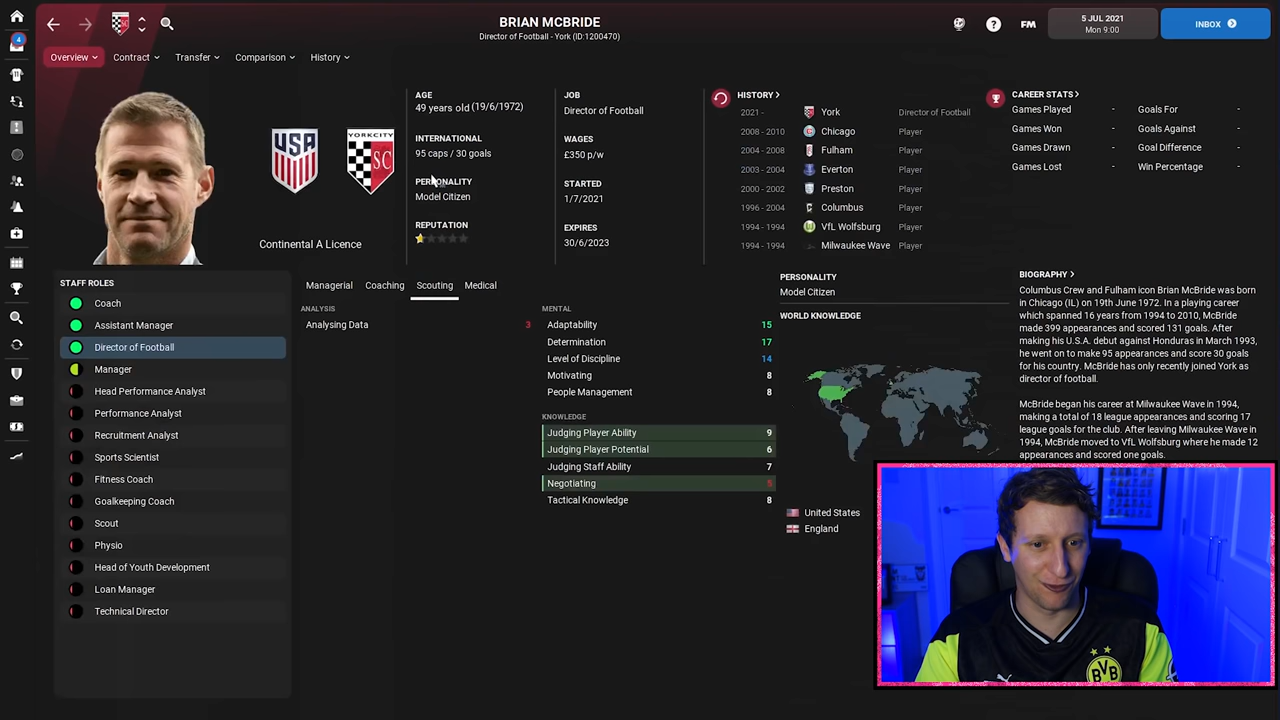 BRIAN MCBRIDE
Director of Football - York (ID:1200470)
4
?
FM
5 JUL 2021
Mon 9:00
INBOX
Overview
Contract
Transfer
Comparison
History
USA
YORKCITY
SC
Continental A Licence
AGE
49 years old (19/6/1972)
INTERNATIONAL
95 caps / 30 goals
PERSONALITY
Model Citizen
REPUTATION
JOB
Director of Football
WAGES
£350 p/w
STARTED
1/7/2021
EXPIRES
30/6/2023
HISTORY >
2021 - York Director of Football
2008 - 2010 Chicago Player
2004 - 2008 Fulham Player
2003 - 2004 Everton Player
2000 - 2002 Preston Player
1996 - 2004 Columbus Player
1994 - 1994 VfL Wolfsburg Player
1994 - 1994 Milwaukee Wave Player
CAREER STATS >
Games Played - Goals For -
Games Won - Goals Against -
Games Drawn - Goal Difference -
Games Lost - Win Percentage -
STAFF ROLES
Coach
Assistant Manager
Director of Football
Manager
Head Performance Analyst
Performance Analyst
Recruitment Analyst
Sports Scientist
Fitness Coach
Goalkeeping Coach
Scout
Physio
Head of Youth Development
Loan Manager
Technical Director
Managerial
Coaching
Scouting
Medical
ANALYSIS
Analysing Data 3
MENTAL
Adaptability 15
Determination 17
Level of Discipline 14
Motivating 8
People Management 8
KNOWLEDGE
Judging Player Ability 9
Judging Player Potential 6
Judging Staff Ability 7
Negotiating 5
Tactical Knowledge 8
PERSONALITY
Model Citizen
WORLD KNOWLEDGE
United States
England
BIOGRAPHY >
Columbus Crew and Fulham icon Brian McBride was born
in Chicago (IL) on 19th June 1972. In a playing career
which spanned 16 years from 1994 to 2010, McBride
made 399 appearances and scored 131 goals. After
making his U.S.A. debut against Honduras in March 1993,
he went on to make 95 appearances and score 30 goals
for his country. McBride has only recently joined York as
director of football.
McBride began his career at Milwaukee Wave in 1994,
making a total of 18 league appearances and scoring 17
league goals for the club. After leaving Milwaukee Wave in
1994, McBride moved to VfL Wolfsburg where he made 12
appearances and scored one goals.
BVB
09